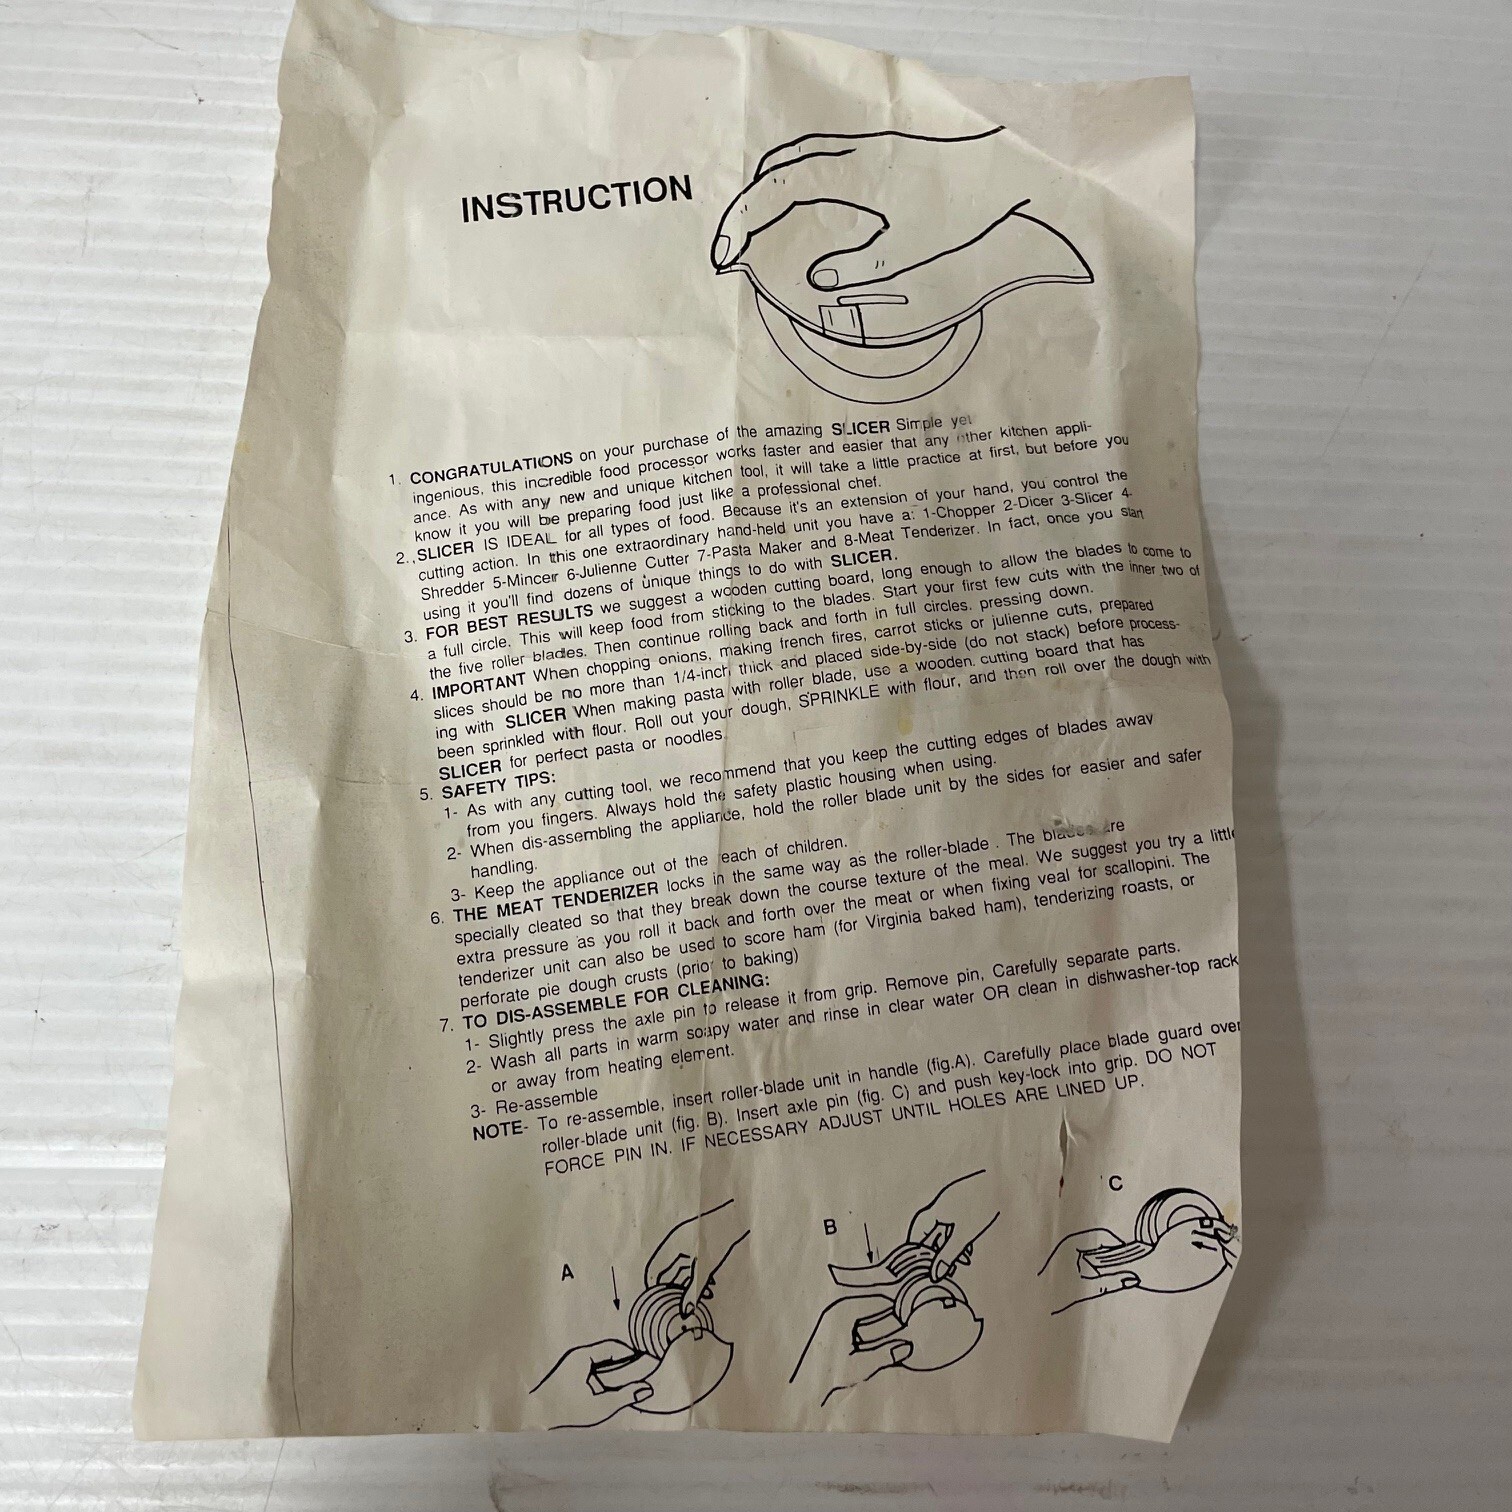 INSTRUCTION
1. CONGRATULATIONS on your purchase of the amazing SLICER Simple yet
ingenious, this incredible food processor works faster and easier that any other kitchen appli-
ance. As with any new and unique kitchen tool, it will take a little practice at first, but before you
know it you will be preparing food just like a professional chef.
2. SLICER IS IDEAL for all types of food. Because it's an extension of your hand, you control the
cutting action. In this one extraordinary hand-held unit you have a: 1-Chopper 2-Dicer 3-Slicer 4-
Shredder 5-Mincer 6-Julienne Cutter 7-Pasta Maker and 8-Meat Tenderizer. In fact, once you start
using it you'll find dozens of unique things to do with SLICER.
3. FOR BEST RESULTS we suggest a wooden cutting board, long enough to allow the blades to come to
a full circle. This will keep food from sticking to the blades. Start your first few cuts with the inner two of
the five roller blades. Then continue rolling back and forth in full circles. pressing down.
4. IMPORTANT When chopping onions, making french fires, carrot sticks or julienne cuts, prepared
slices should be no more than 1/4-inch thick and placed side-by-side (do not stack) before process-
ing with SLICER When making pasta with roller blade, use a wooden cutting board that has
been sprinkled with flour. Roll out your dough, SPRINKLE with flour, and then roll over the dough with
SLICER for perfect pasta or noodles.
5. SAFETY TIPS:
1- As with any cutting tool, we recommend that you keep the cutting edges of blades away
from you fingers. Always hold the safety plastic housing when using.
2- When dis-assembling the appliance, hold the roller blade unit by the sides for easier and safer
handling.
3- Keep the appliance out of the reach of children.
6. THE MEAT TENDERIZER locks in the same way as the roller-blade . The blades are
specially cleated so that they break down the course texture of the meal. We suggest you try a little
extra pressure as you roll it back and forth over the meat or when fixing veal for scallopini. The
tenderizer unit can also be used to score ham (for Virginia baked ham), tenderizing roasts, or
perforate pie dough crusts (prior to baking)
7. TO DIS-ASSEMBLE FOR CLEANING:
1- Slightly press the axle pin to release it from grip. Remove pin, Carefully separate parts.
2- Wash all parts in warm soapy water and rinse in clear water OR clean in dishwasher-top rack
or away from heating element.
3- Re-assemble
NOTE- To re-assemble, insert roller-blade unit in handle (fig.A). Carefully place blade guard over
roller-blade unit (fig. B). Insert axle pin (fig. C) and push key-lock into grip. DO NOT
FORCE PIN IN. IF NECESSARY ADJUST UNTIL HOLES ARE LINED UP.
A
B
C